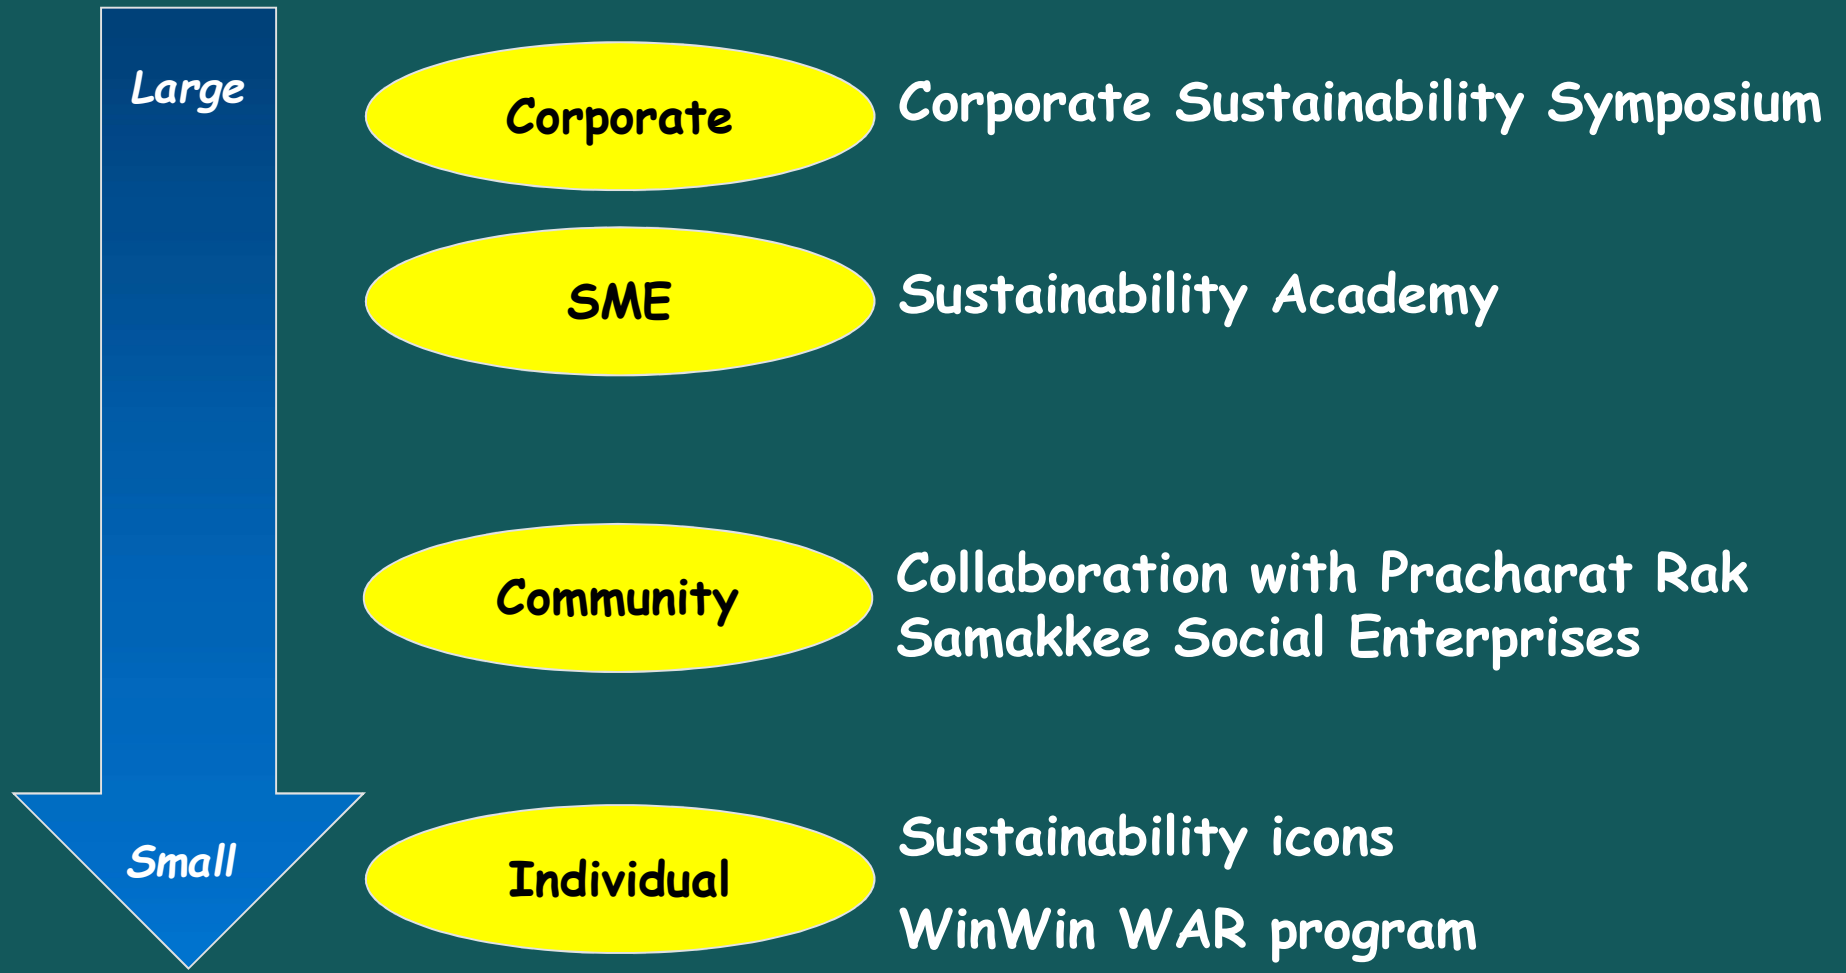 Large
Corporate
Corporate Sustainability Symposium
SME
Sustainability Academy
Community
Collaboration with Pracharat Rak
Samakkee Social Enterprises
Small
Individual
Sustainability icons
WinWin WAR program